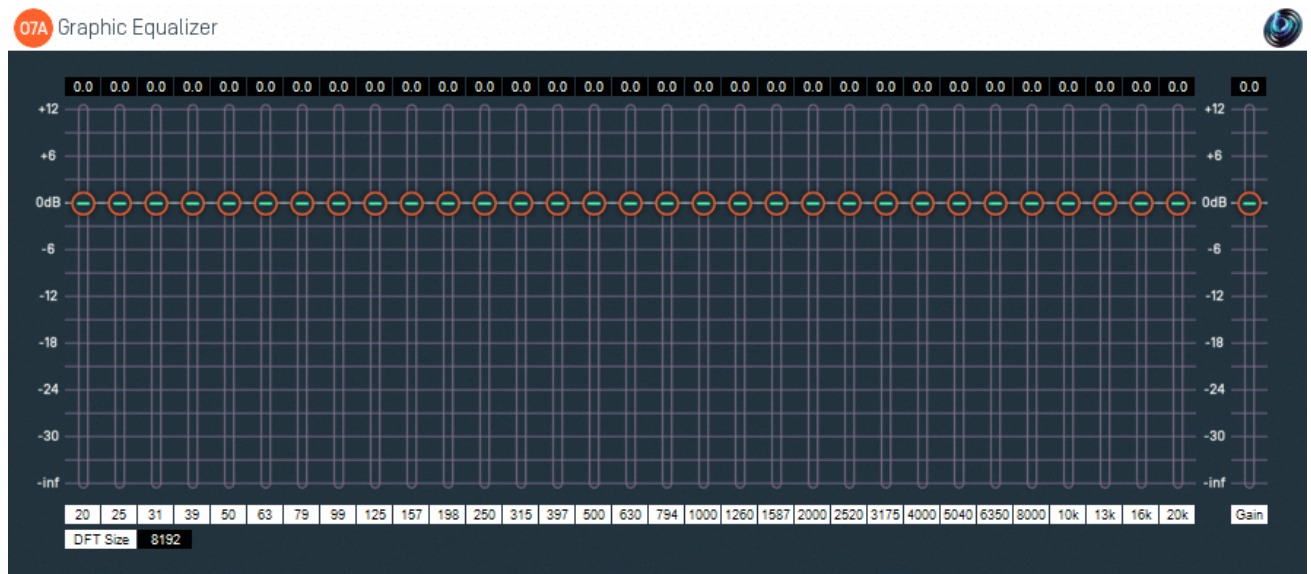 07A Graphic Equalizer
0.0 0.0 0.0 0.0 0.0 0.0 0.0 0.0 0.0 0.0 0.0 0.0 0.0 0.0 0.0 0.0 0.0 0.0 0.0 0.0 0.0 0.0 0.0 0.0 0.0 0.0 0.0 0.0 0.0 0.0 0.0 0.0
+12 +12
+6 +6
0dB 0dB
-6 -6
-12 -12
-18 -18
-24 -24
-30 -30
-inf -inf
20 25 31 39 50 63 79 99 125 157 198 250 315 397 500 630 794 1000 1260 1587 2000 2520 3175 4000 5040 6350 8000 10k 13k 16k 20k Gain
DFT Size 8192